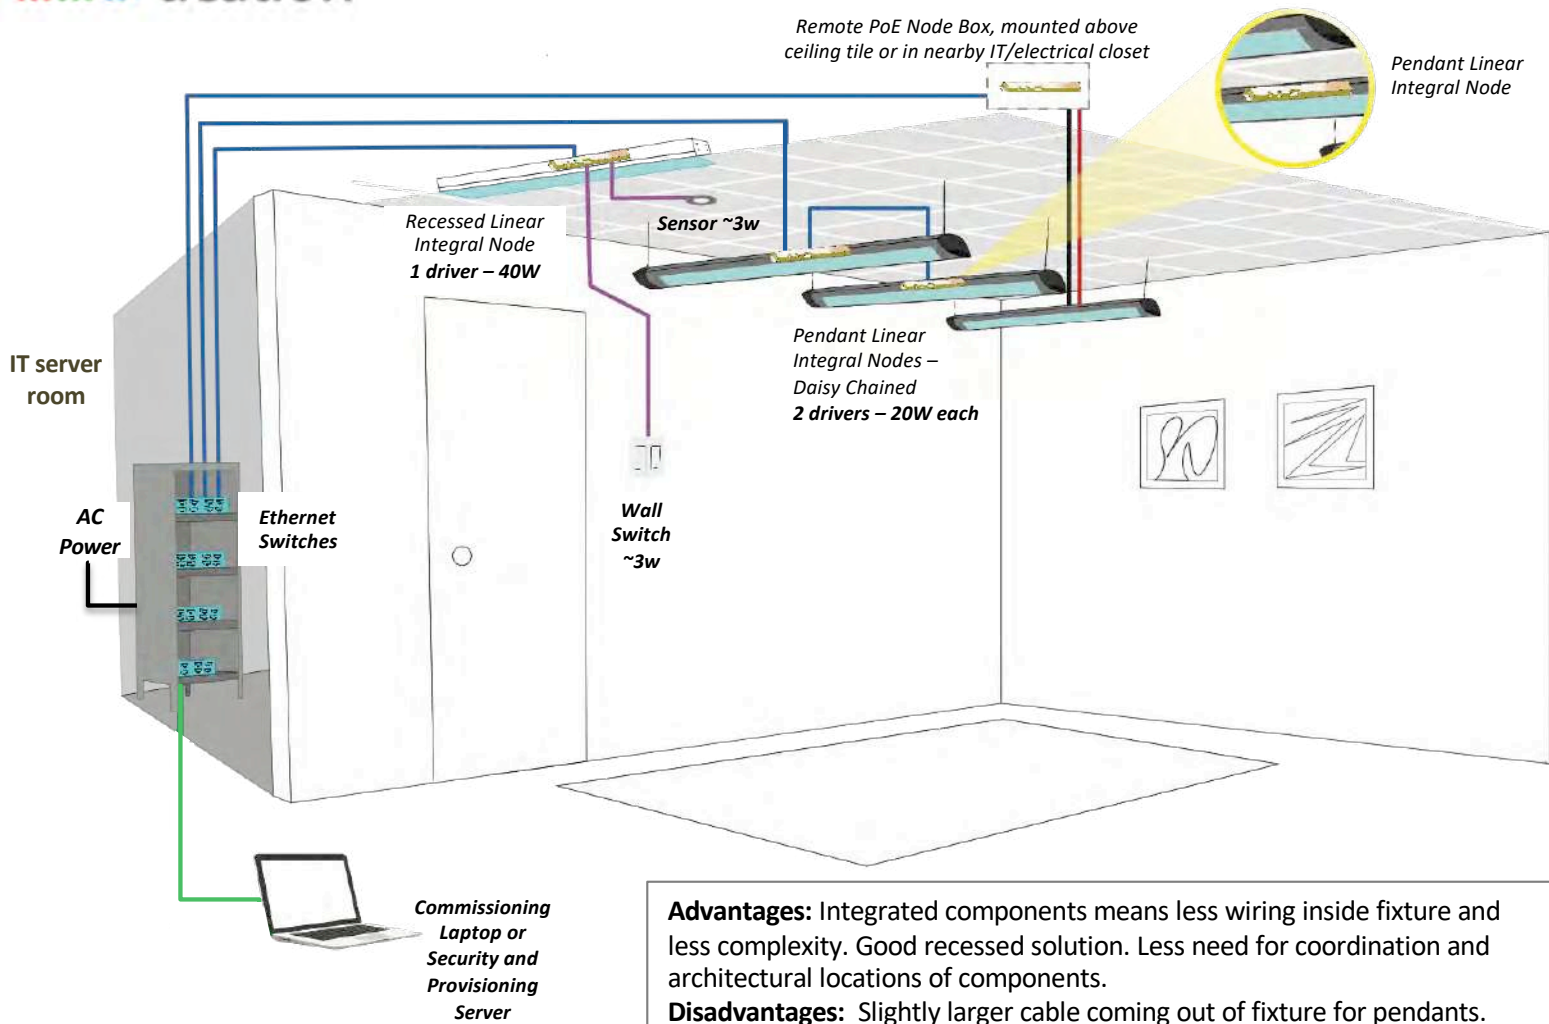 Remote PoE Node Box, mounted above
ceiling tile or in nearby IT/electrical closet
Pendant Linear
Integral Node
Recessed Linear
Integral Node
1 driver – 40W
Sensor ~3w
Pendant Linear
Integral Nodes –
Daisy Chained
2 drivers – 20W each
IT server
room
AC
Power
Ethernet
Switches
Wall
Switch
~3w
Commissioning
Laptop or
Security and
Provisioning
Server
Advantages: Integrated components means less wiring inside fixture and
less complexity. Good recessed solution. Less need for coordination and
architectural locations of components.
Disadvantages: Slightly larger cable coming out of fixture for pendants.